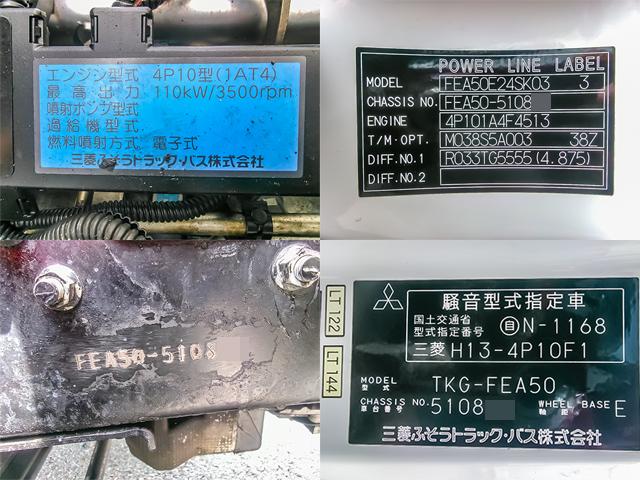 エンジン型式 4P10型(1AT4)
最高出力 110kW/3500rpm
噴射ポンプ型式
過給機型式
燃料噴射方式 電子式
三菱ふそうトラック・バス株式会社
POWER LINE LABEL
MODEL FEA50E24SK03 3
CHASSIS NO. FEA50-5108
ENGINE 4P101A4F4513
T/M・OPT. M038S5A003 38Z
DIFF.NO.1 R033TG5555(4.875)
DIFF.NO.2
FEA50-5108
LT 122
LT 144
騒音型式指定車
国土交通省
型式指定番号 自N-1168
三菱 H13-4P10F1
MODEL
型式 TKG-FEA50
CHASSIS NO.
車台番号 5108
WHEEL BASE
軸距 E
三菱ふそうトラック・バス株式会社